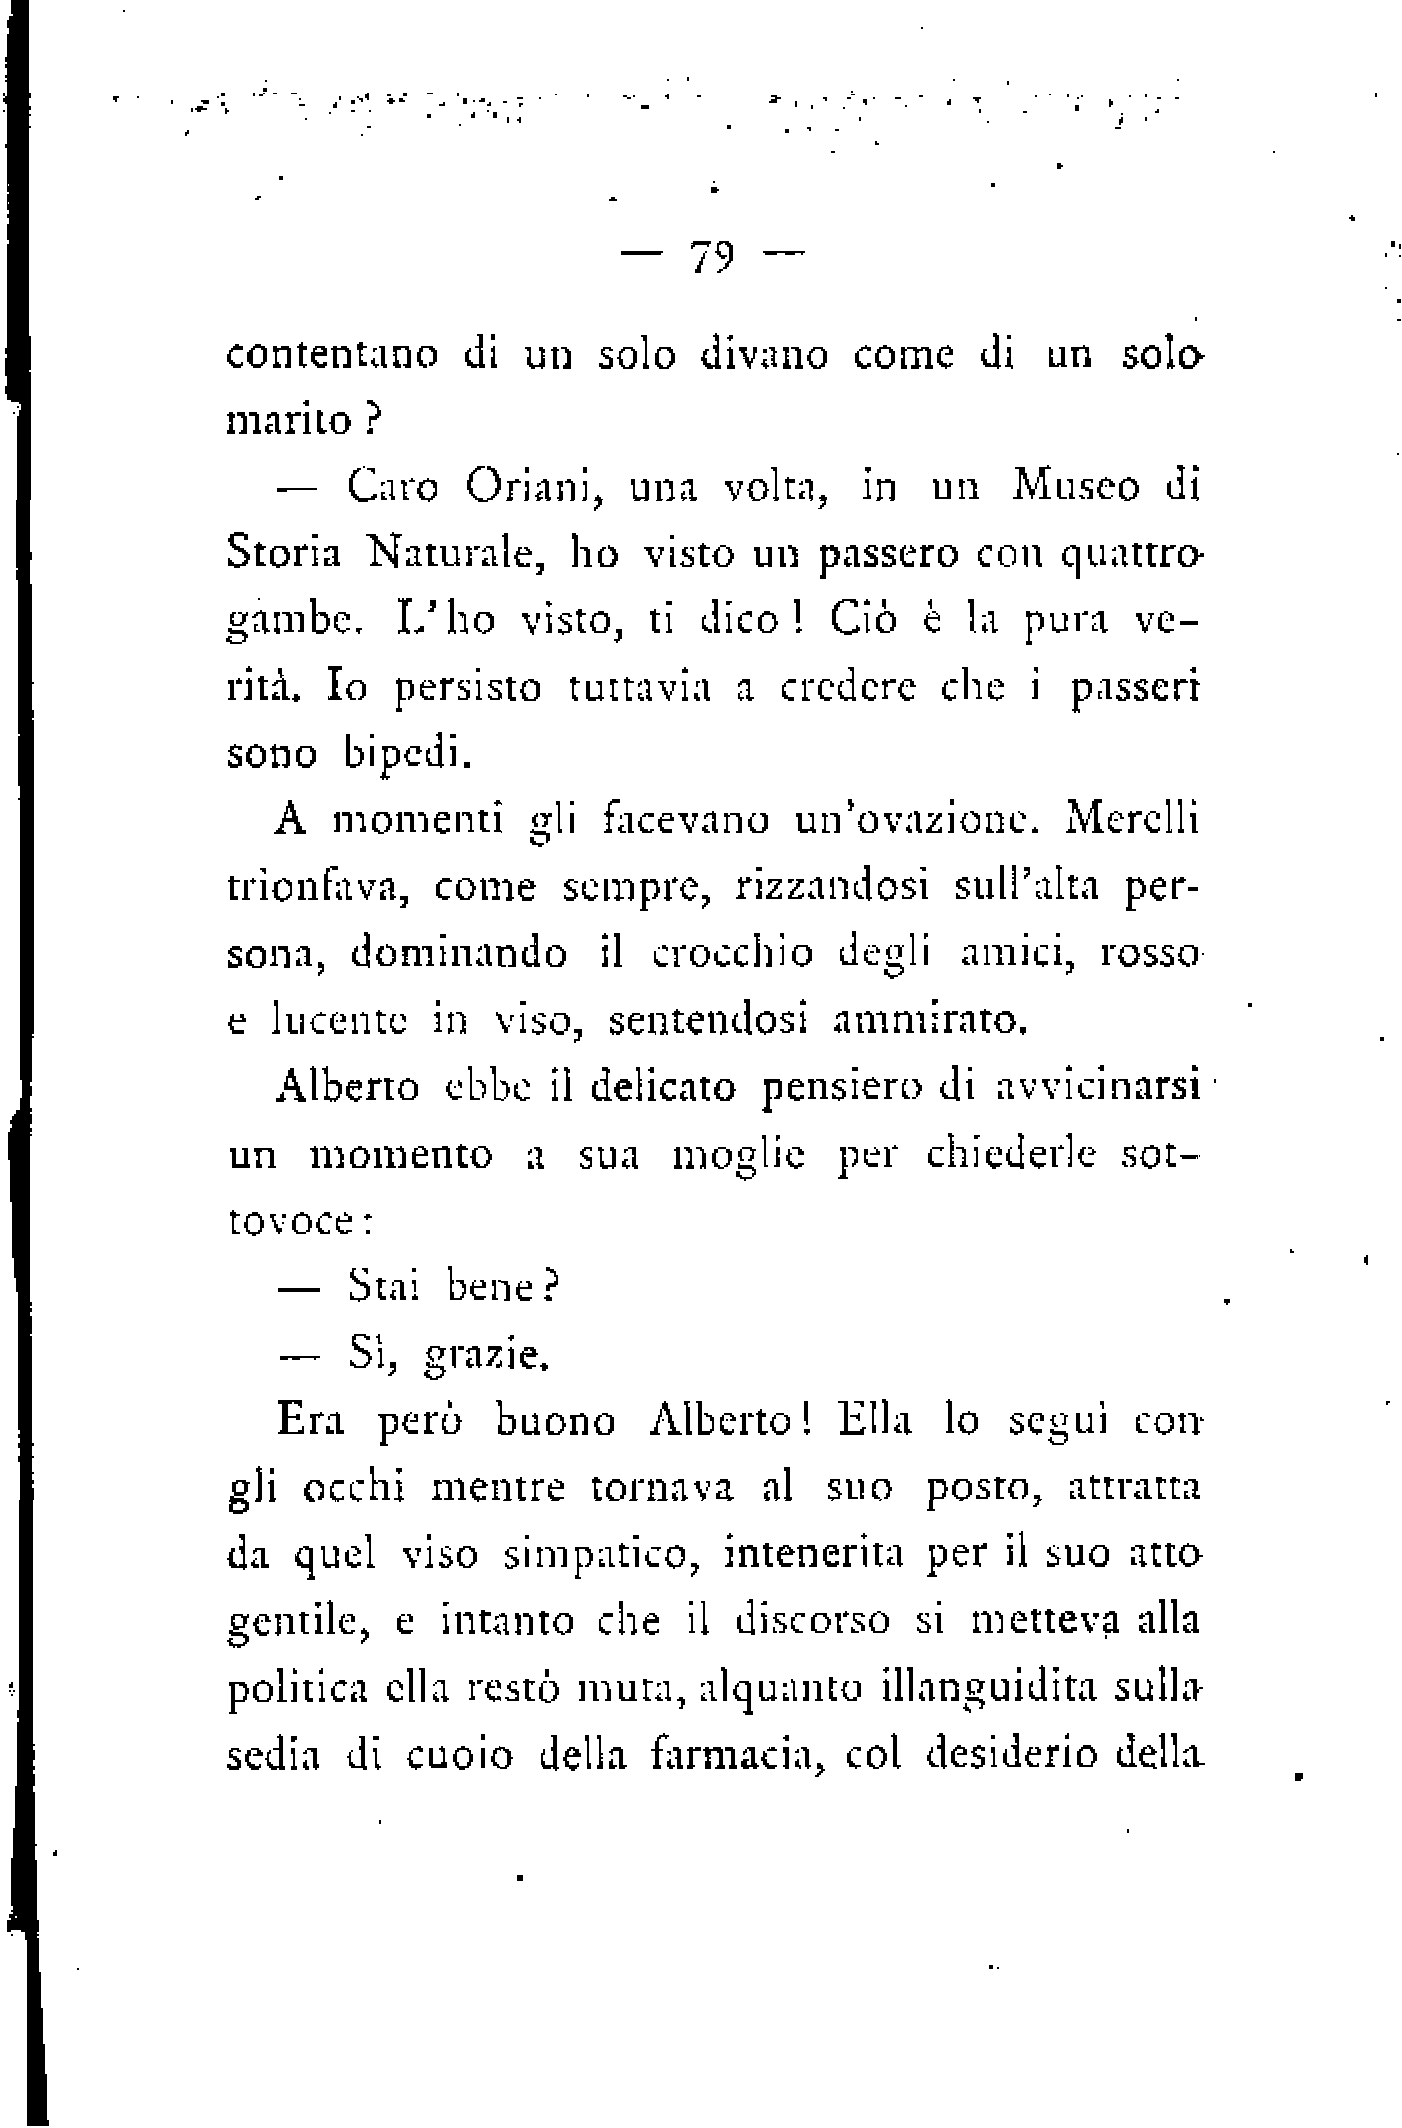 — 79 —
contentano di un solo divano come di un solo
marito ?
— Caro Oriani, una volta, in un Museo di
Storia Naturale, ho visto un passero con quattro
gambe. L'ho visto, ti dico ! Ciò è la pura ve-
rità. Io persisto tuttavia a credere che i passeri
sono bipedi.
A momenti gli facevano un'ovazione. Merelli
trionfava, come sempre, rizzandosi sull'alta per-
sona, dominando il crocchio degli amici, rosso
e lucente in viso, sentendosi ammirato.
Alberto ebbe il delicato pensiero di avvicinarsi
un momento a sua moglie per chiederle sot-
tovoce :
— Stai bene ?
— Sì, grazie.
Era però buono Alberto ! Ella lo seguì con
gli occhi mentre tornava al suo posto, attratta
da quel viso simpatico, intenerita per il suo atto
gentile, e intanto che il discorso si metteva alla
politica ella restò muta, alquanto illanguidita sulla
sedia di cuoio della farmacia, col desiderio della